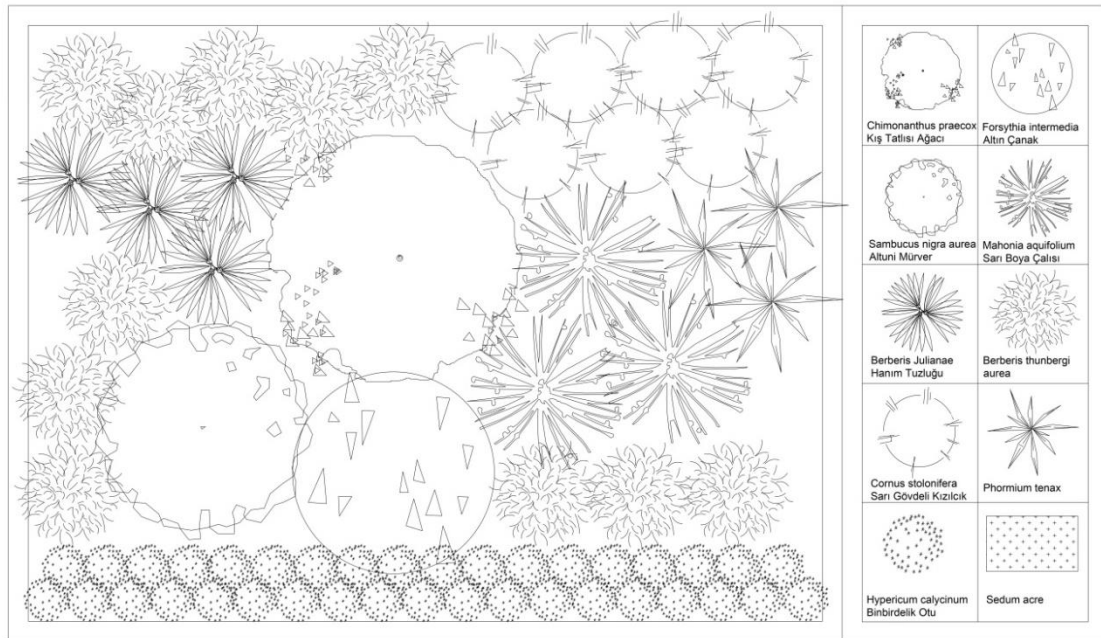 Chimonanthus praecox
Kış Tatlısı Ağacı
Forsythia intermedia
Altın Çanak
Sambucus nigra aurea
Altuni Mürver
Mahonia aquifolium
Sarı Boya Çalısı
Berberis Julianae
Hanım Tuzluğu
Berberis thunbergi
aurea
Cornus stolonifera
Sarı Gövdeli Kızılcık
Phormium tenax
Hypericum calycinum
Binbirdelik Otu
Sedum acre